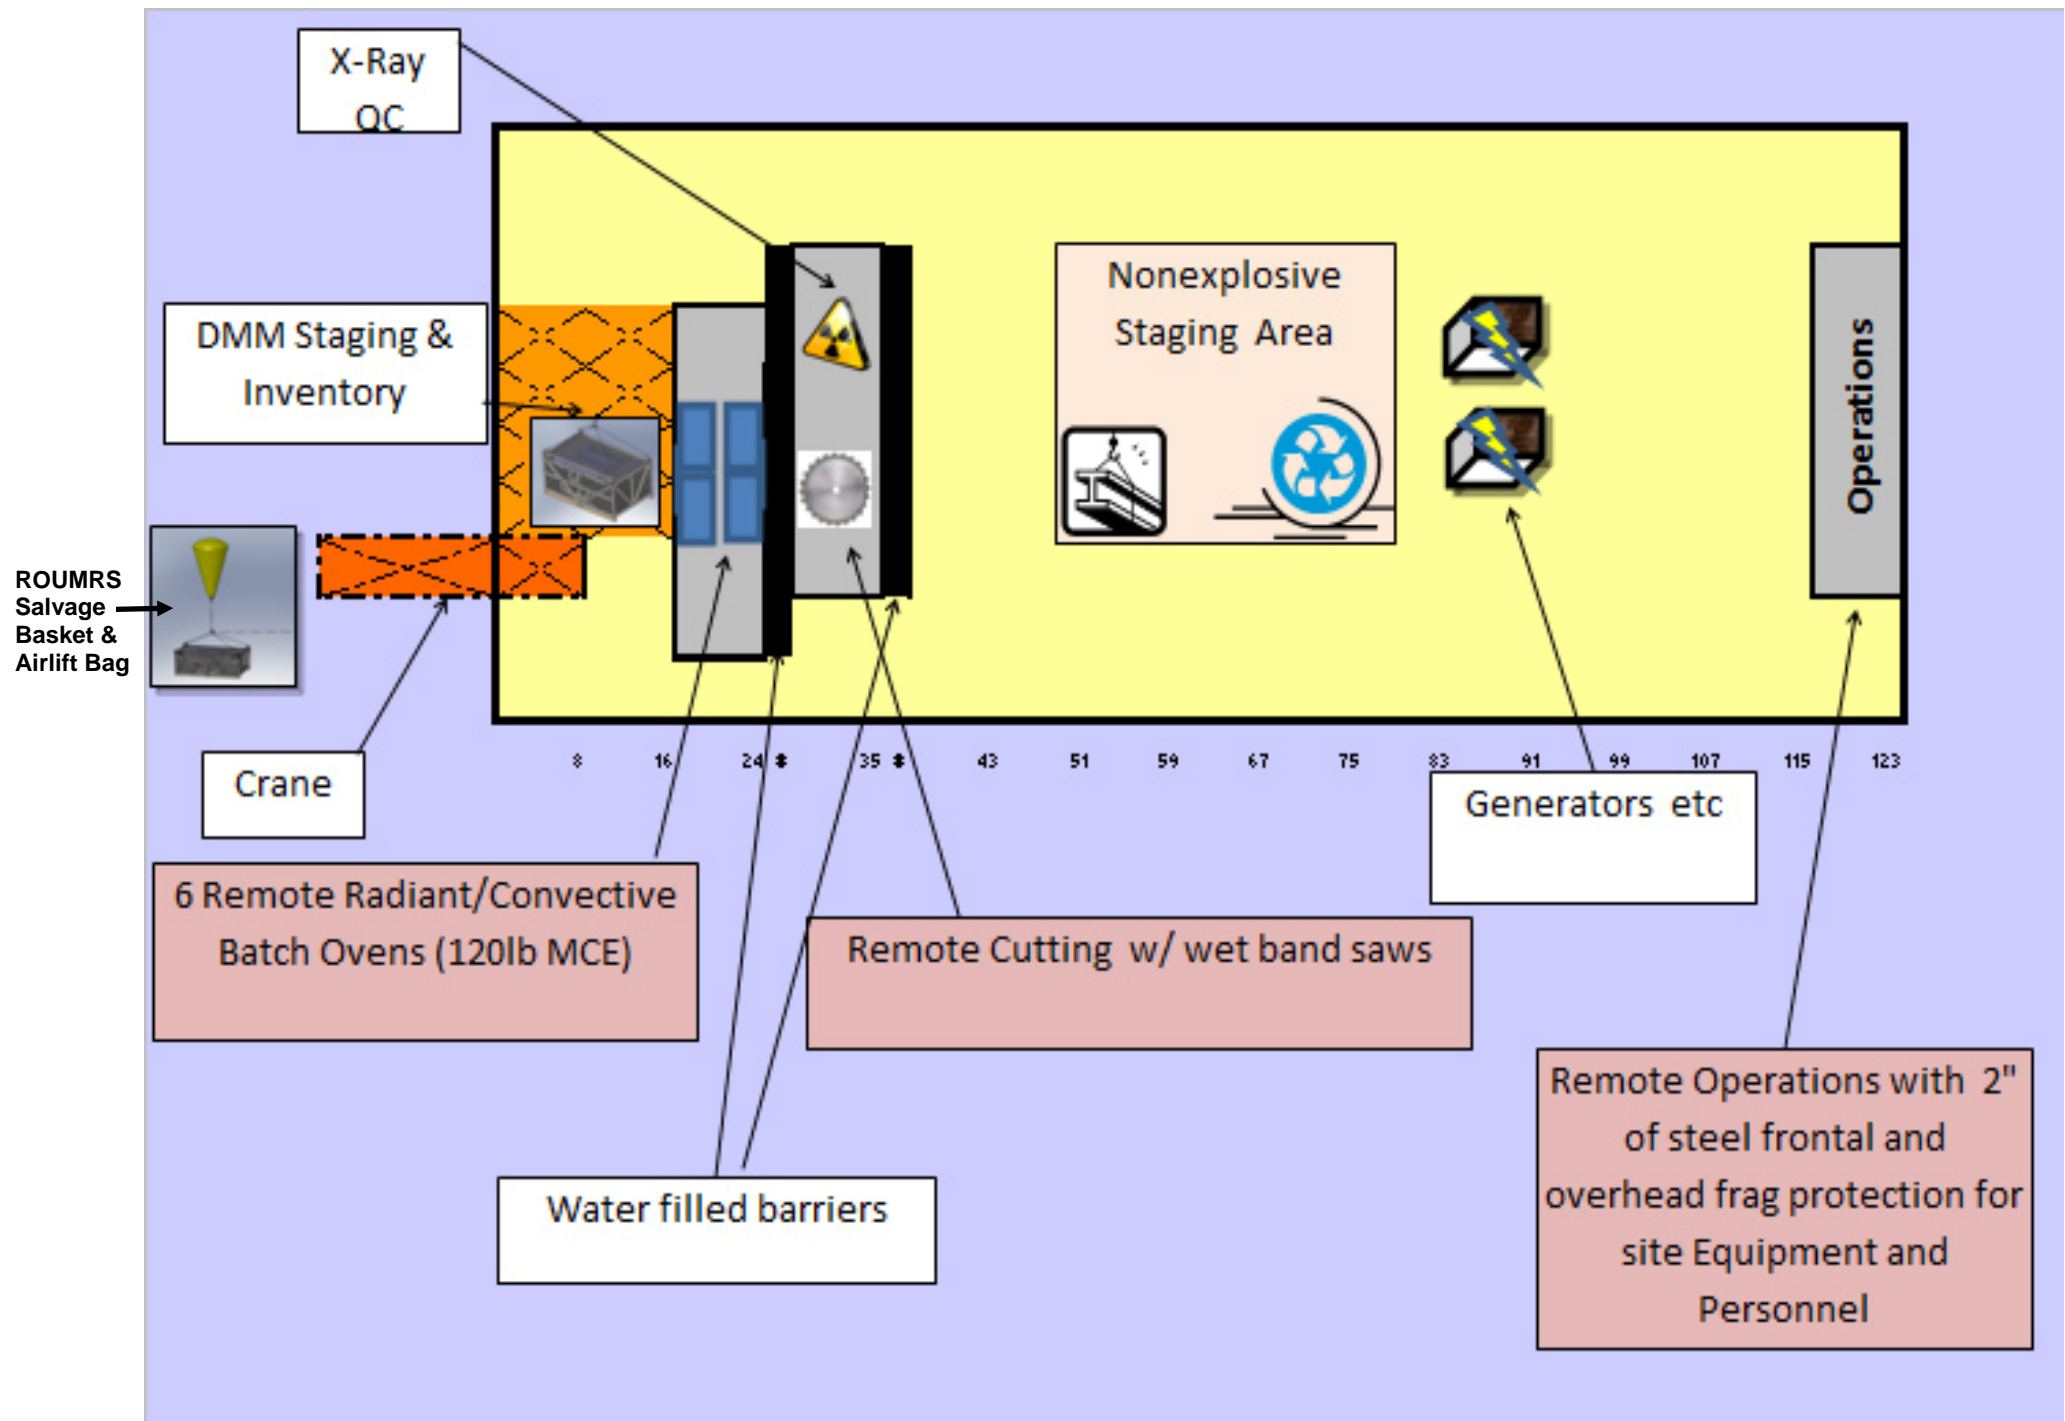 X-Ray
QC
DMM Staging &
Inventory
Nonexplosive
Staging Area
Operations
ROUMRS
Salvage
Basket &
Airlift Bag
8 16 24 35 43 51 59 67 75 83 91 99 107 115 123
Crane
Generators etc
6 Remote Radiant/Convective
Batch Ovens (120lb MCE)
Remote Cutting w/ wet band saws
Remote Operations with 2"
of steel frontal and
overhead frag protection for
site Equipment and
Personnel
Water filled barriers